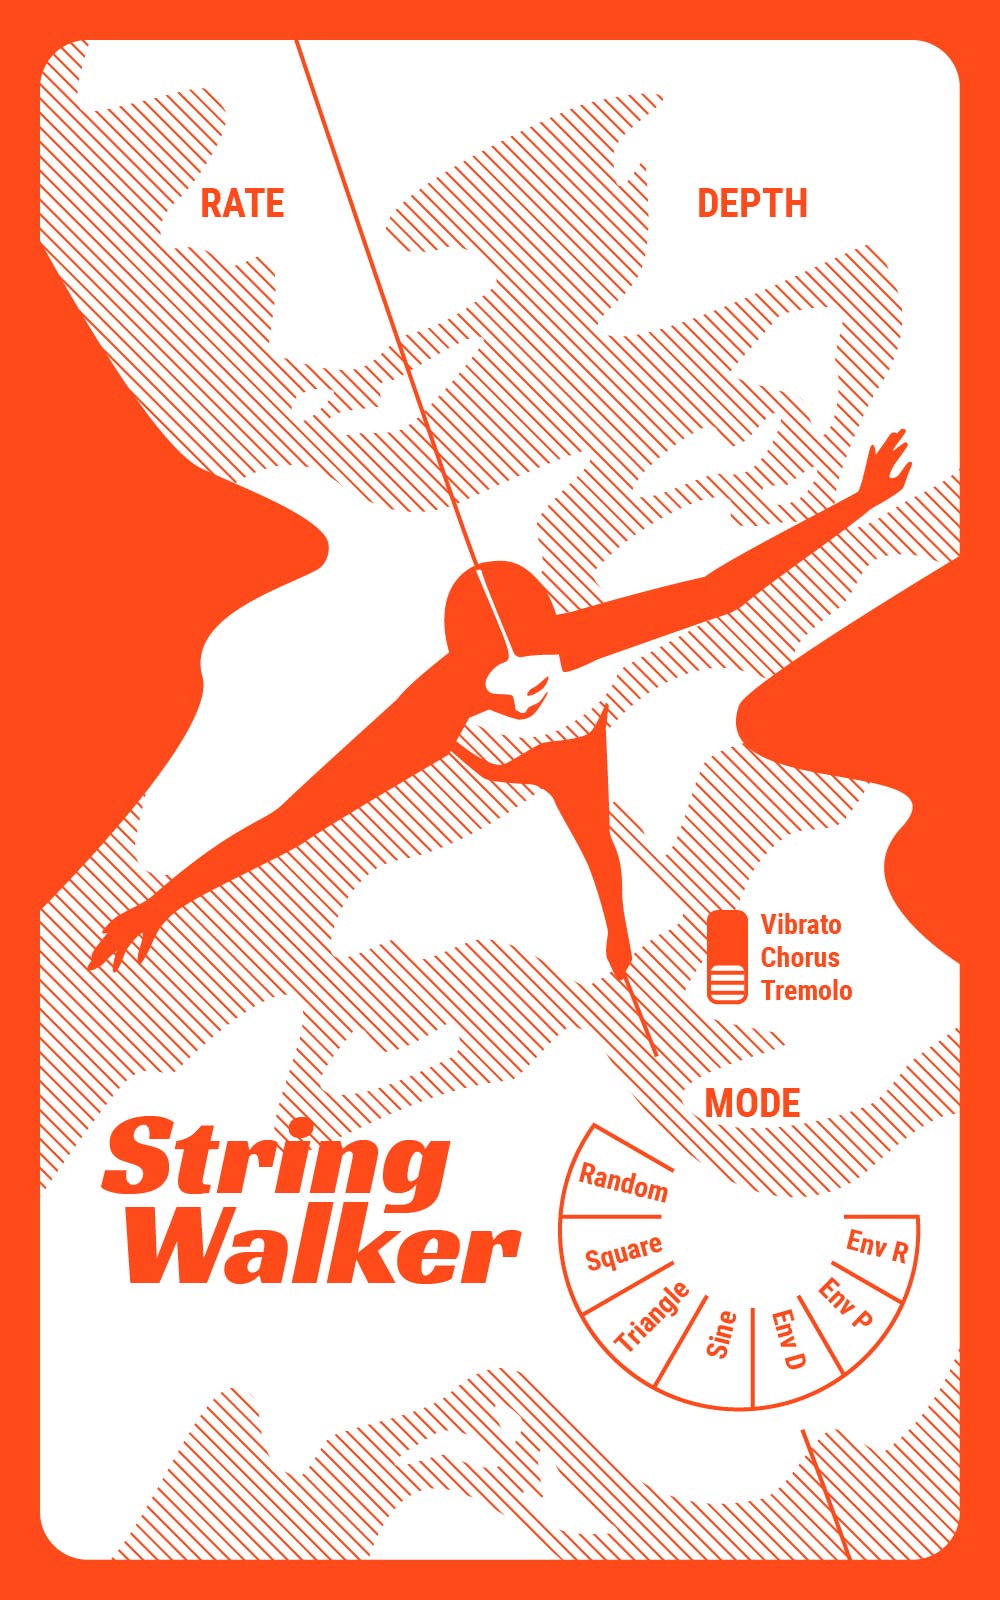 RATE
DEPTH
Vibrato
Chorus
Tremolo
MODE
String
Walker
Random
Square
Triangle
Sine
Env D
Env P
Env R